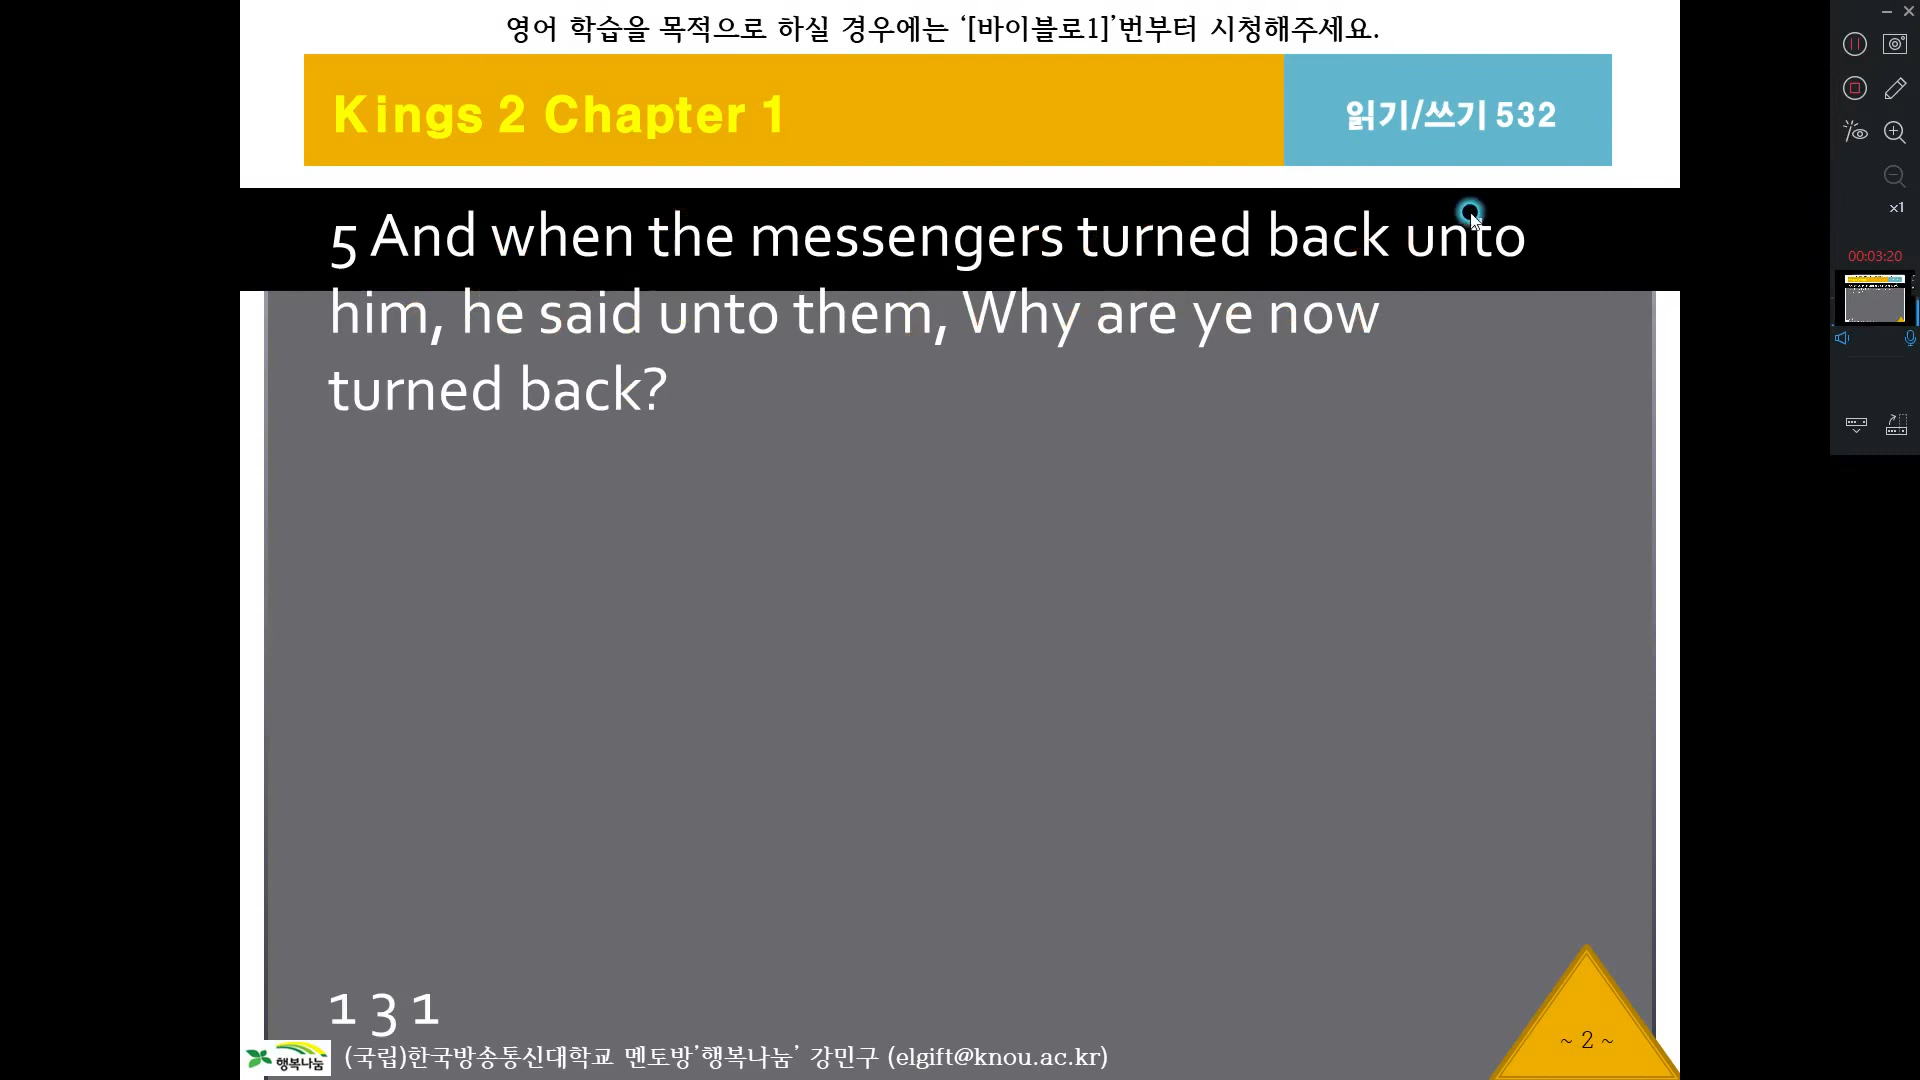 영어 학습을 목적으로 하실 경우에는 ‘[바이블로1]’번부터 시청해주세요.
Kings 2 Chapter 1
읽기/쓰기 532
5 And when the messengers turned back unto
him, he said unto them, Why are ye now
turned back?
x1
00:03:20
1 3 1
~ 2 ~
행복나눔
(국립)한국방송통신대학교 멘토방’행복나눔’ 강민구 (elgift@knou.ac.kr)